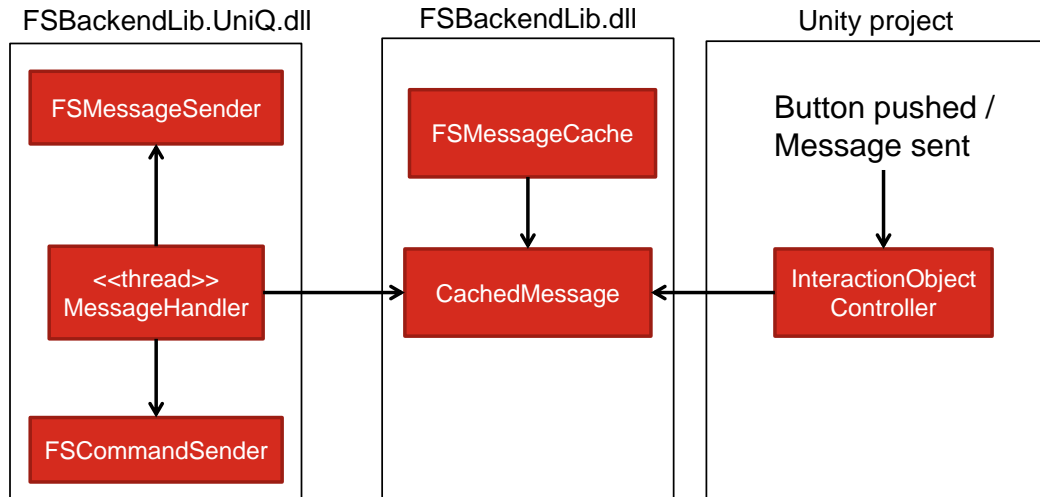 FSBackendLib.UniQ.dll
FSMessageSender
<<thread>>
MessageHandler
FSCommandSender
FSBackendLib.dll
FSMessageCache
CachedMessage
Unity project
Button pushed /
Message sent
InteractionObject
Controller